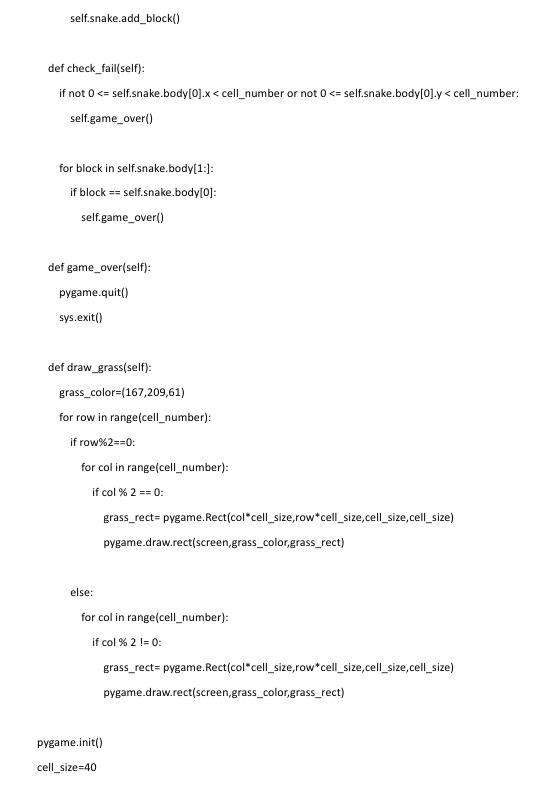 self.snake.add_block()
def check_fail(self):
if not 0 <= self.snake.body[0].x < cell_number or not 0 <= self.snake.body[0].y < cell_number:
self.game_over()
for block in self.snake.body[1:]:
if block == self.snake.body[0]:
self.game_over()
def game_over(self):
pygame.quit()
sys.exit()
def draw_grass(self):
grass_color=(167,209,61)
for row in range(cell_number):
if row%2==0:
for col in range(cell_number):
if col % 2 == 0:
grass_rect= pygame.Rect(col*cell_size,row*cell_size,cell_size,cell_size)
pygame.draw.rect(screen,grass_color,grass_rect)
else:
for col in range(cell_number):
if col % 2 != 0:
grass_rect= pygame.Rect(col*cell_size,row*cell_size,cell_size,cell_size)
pygame.draw.rect(screen,grass_color,grass_rect)
pygame.init()
cell_size=40